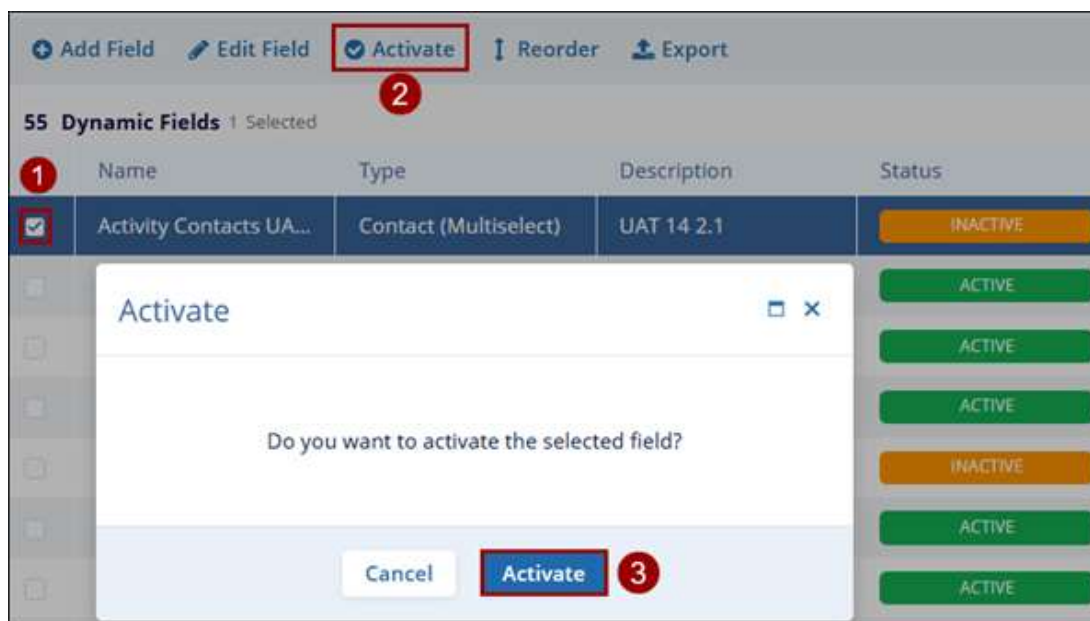 Add Field Edit Field Activate Reorder Export
2
55 Dynamic Fields 1 Selected
1 Name Type Description Status
Activity Contacts UA... Contact (Multiselect) UAT 14 2.1 INACTIVE
ACTIVE
Activate
ACTIVE
ACTIVE
Do you want to activate the selected field?
INACTIVE
ACTIVE
Cancel Activate 3
ACTIVE